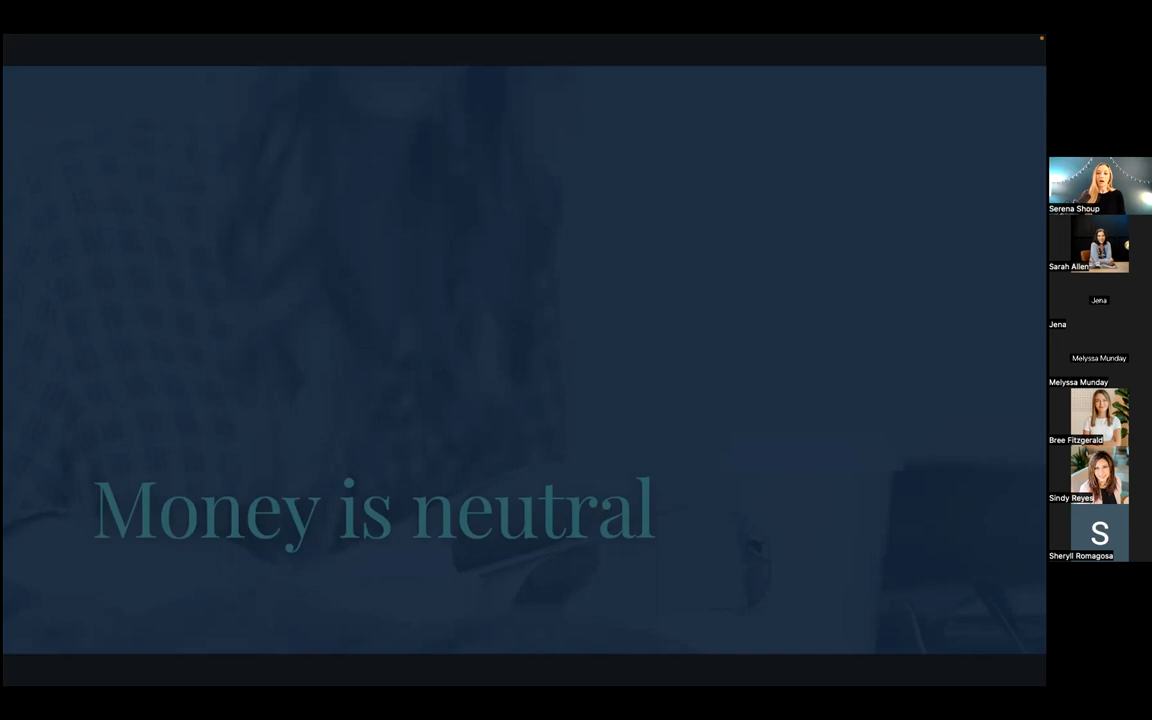 Money is neutral
Serena Shoup
Sarah Allen
Jena
Jena
Melyssa Munday
Melyssa Munday
Bree Fitzgerald
Sindy Reyes
S
Sheryll Romagosa